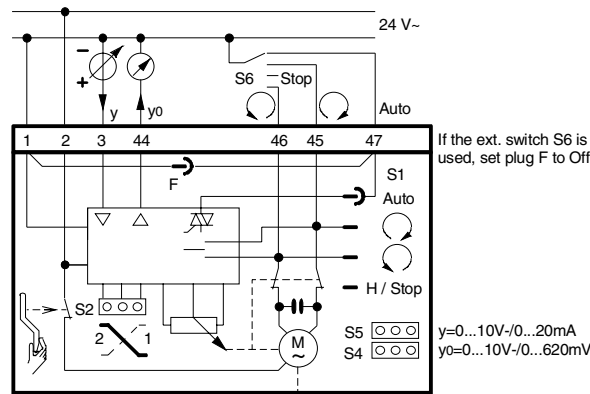 24 V~
S6
Stop
−
+
y
y0
Auto
1 2 3 44 46 45 47
If the ext. switch S6 is
used, set plug F to Off
F
S1
Auto
H / Stop
S2
2 1
M
~
S5
y=0...10V-/0...20mA
S4
y0=0...10V-/0...620mV